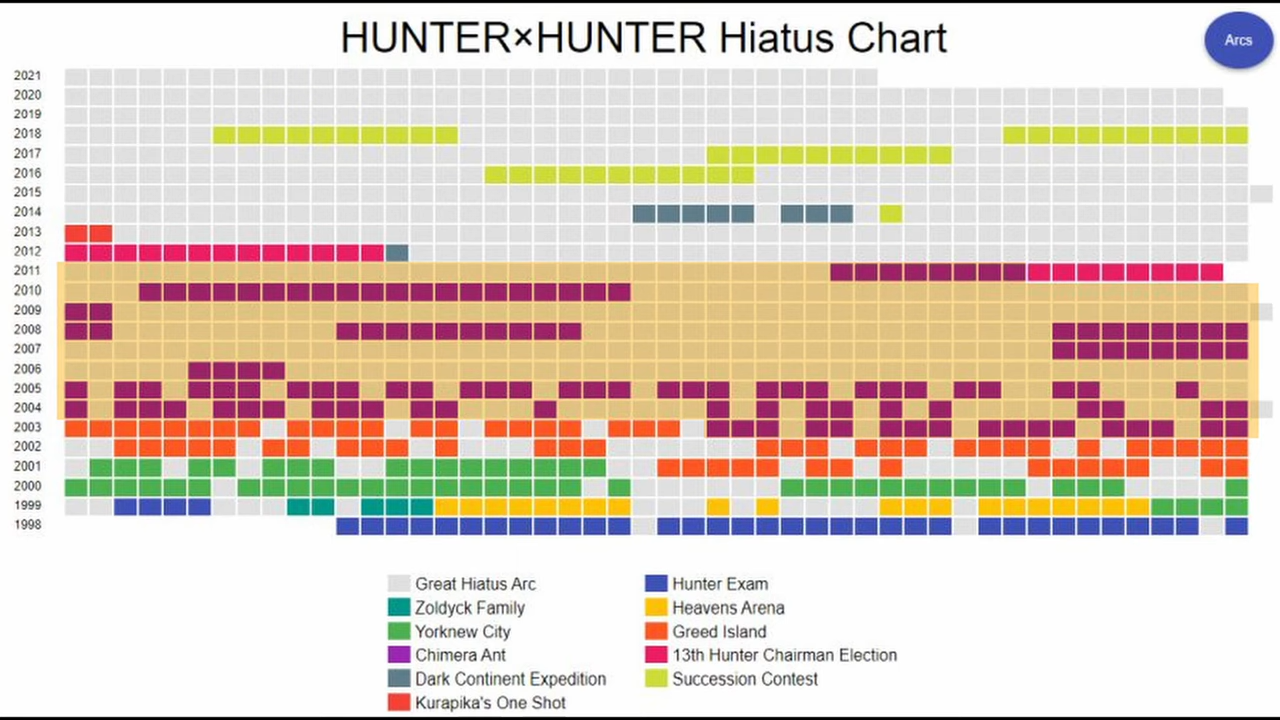 HUNTER×HUNTER Hiatus Chart
Arcs
2021
2020
2019
2018
2017
2016
2015
2014
2013
2012
2011
2010
2009
2008
2007
2006
2005
2004
2003
2002
2001
2000
1999
1998
Great Hiatus Arc
Hunter Exam
Zoldyck Family
Heavens Arena
Yorknew City
Greed Island
Chimera Ant
13th Hunter Chairman Election
Dark Continent Expedition
Succession Contest
Kurapika's One Shot